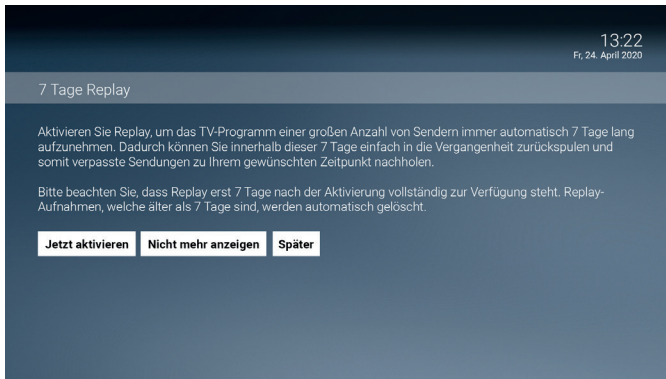 13:22
Fr, 24. April 2020
7 Tage Replay
Aktivieren Sie Replay, um das TV-Programm einer großen Anzahl von Sendern immer automatisch 7 Tage lang
aufzunehmen. Dadurch können Sie innerhalb dieser 7 Tage einfach in die Vergangenheit zurückspulen und
somit verpasste Sendungen zu Ihrem gewünschten Zeitpunkt nachholen.
Bitte beachten Sie, dass Replay erst 7 Tage nach der Aktivierung vollständig zur Verfügung steht. Replay-
Aufnahmen, welche älter als 7 Tage sind, werden automatisch gelöscht.
Jetzt aktivieren Nicht mehr anzeigen Später